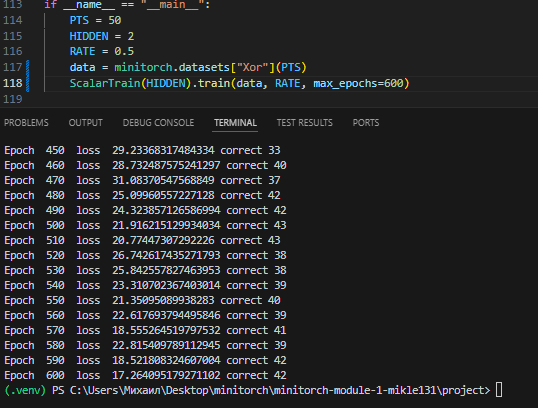 113 if __name__ == "__main__":
114 PTS = 50
115 HIDDEN = 2
116 RATE = 0.5
117 data = minitorch.datasets["Xor"](PTS)
118 ScalarTrain(HIDDEN).train(data, RATE, max_epochs=600)
119
PROBLEMS OUTPUT DEBUG CONSOLE TERMINAL TEST RESULTS PORTS
Epoch 450 loss 29.23368317484334 correct 33
Epoch 460 loss 28.732487575241297 correct 40
Epoch 470 loss 31.08370547568849 correct 37
Epoch 480 loss 25.09960557227128 correct 42
Epoch 490 loss 24.323857126586994 correct 42
Epoch 500 loss 21.916215129934034 correct 43
Epoch 510 loss 20.77447307292226 correct 43
Epoch 520 loss 26.742617435271793 correct 38
Epoch 530 loss 25.842557827463953 correct 38
Epoch 540 loss 23.310702367403014 correct 39
Epoch 550 loss 21.35095089938283 correct 40
Epoch 560 loss 22.617693794495846 correct 39
Epoch 570 loss 18.555264519797532 correct 41
Epoch 580 loss 22.815409789112945 correct 39
Epoch 590 loss 18.521808324607004 correct 42
Epoch 600 loss 17.264095179271102 correct 42
(.venv) PS C:\Users\Михаил\Desktop\minitorch\minitorch-module-1-mikle131\project>